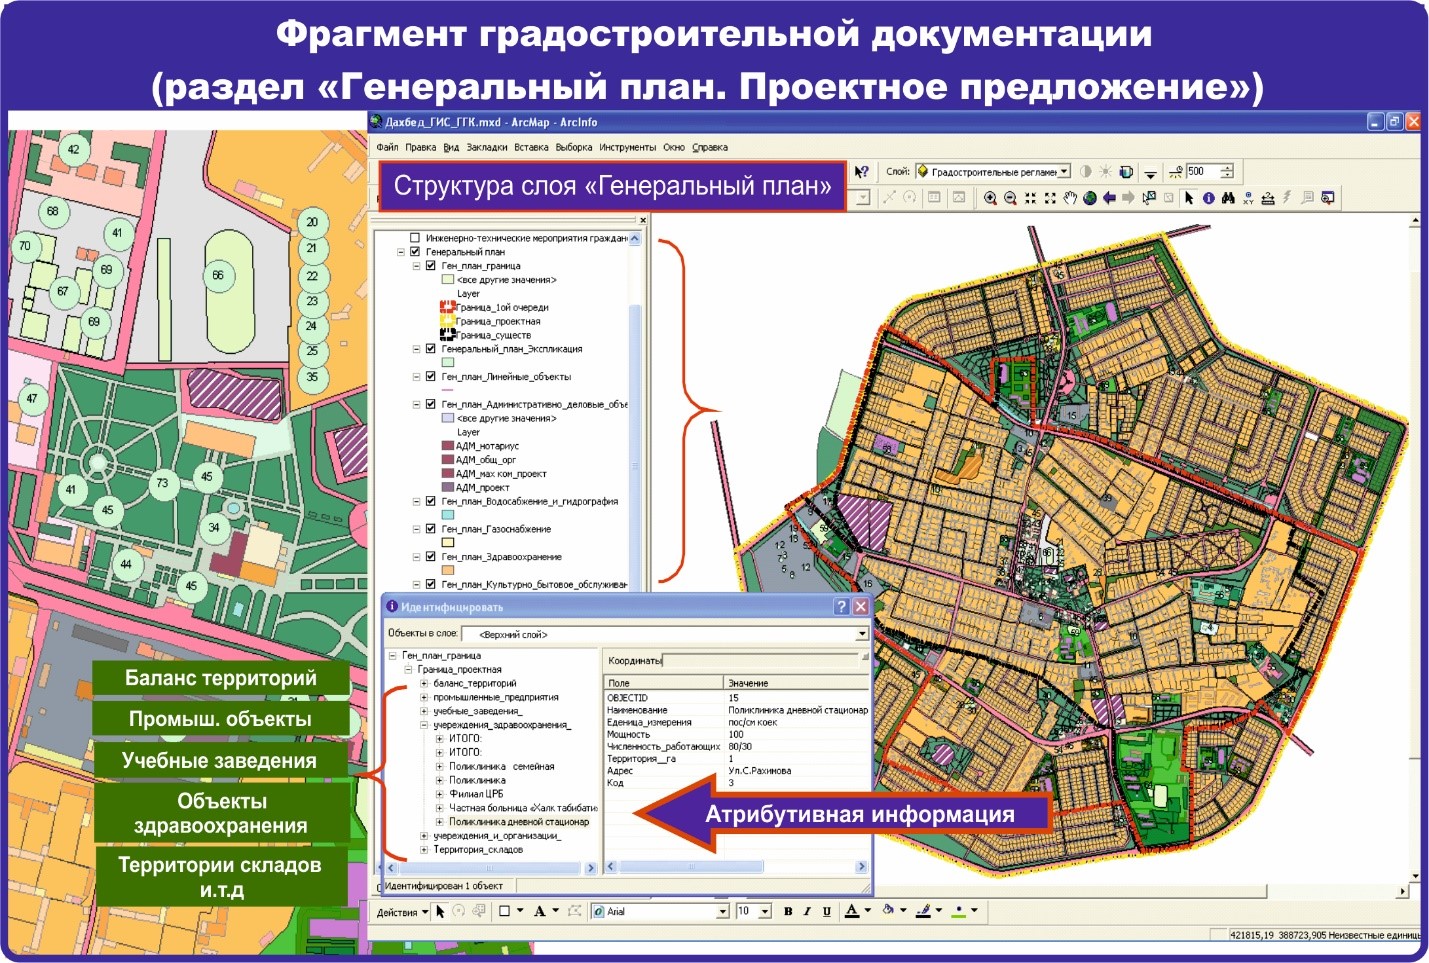 Фрагмент градостроительной документации
(раздел «Генеральный план. Проектное предложение»)
Дахбед_ГИС_ГГК.mxd - ArcMap - ArcInfo
Файл Правка Вид Закладки Вставка Выборка Инструменты Окно Справка
Структура слоя «Генеральный план»
Слой: Градостроительные регламен
500
Инженерно-технические мероприятия граждан
Генеральный план
Ген_план_граница
<все другие значения>
Layer
Граница_1ой очереди
Граница_проектная
Граница_существ
Генеральный_план_Экспликация
Ген_план_Линейные_объекты
Ген_план_Административно_деловые_объе
<все другие значения>
Layer
АДМ_нотариус
АДМ_общ_орг
АДМ_мах ком_проект
АДМ_проект
Ген_план_Водосабжение_и_гидрография
Ген_план_Газоснабжение
Ген_план_Здравоохранение
Ген_план_Культурно_бытовое_обслуживан
42
68
41
70
69
67
69
66
20
21
22
23
24
25
35
47
41
45
73
45
34
44
45
Идентифицировать
Объекты в слое: <Верхний слой>
Ген_план_граница
Граница_проектная
баланс_территорий
промышленные_предприятия
учебные_заведения_
учереждения_здравоохранения_
ИТОГО:
ИТОГО:
Поликлиника семейная
Поликлиника
Филиал ЦРБ
Частная больница «Халк табибати
Поликлиника дневной стационар
учереждения_и_организации_
Территория_складов
Координаты
Поле Значение
OBJECTID 15
Наименование Поликлиника дневной стационар
Еденица_измерения пос/см коек
Мощность 100
Численность_работающих 80/30
Территория__га 1
Адрес Ул.С.Рахимова
Код 3
Идентифицирован 1 объект
Баланс территорий
Промыш. объекты
Учебные заведения
Объекты
здравоохранения
Территории складов
и.т.д
Атрибутивная информация
Действия
Arial
10
421815,19 388723,905 Неизвестные единицы